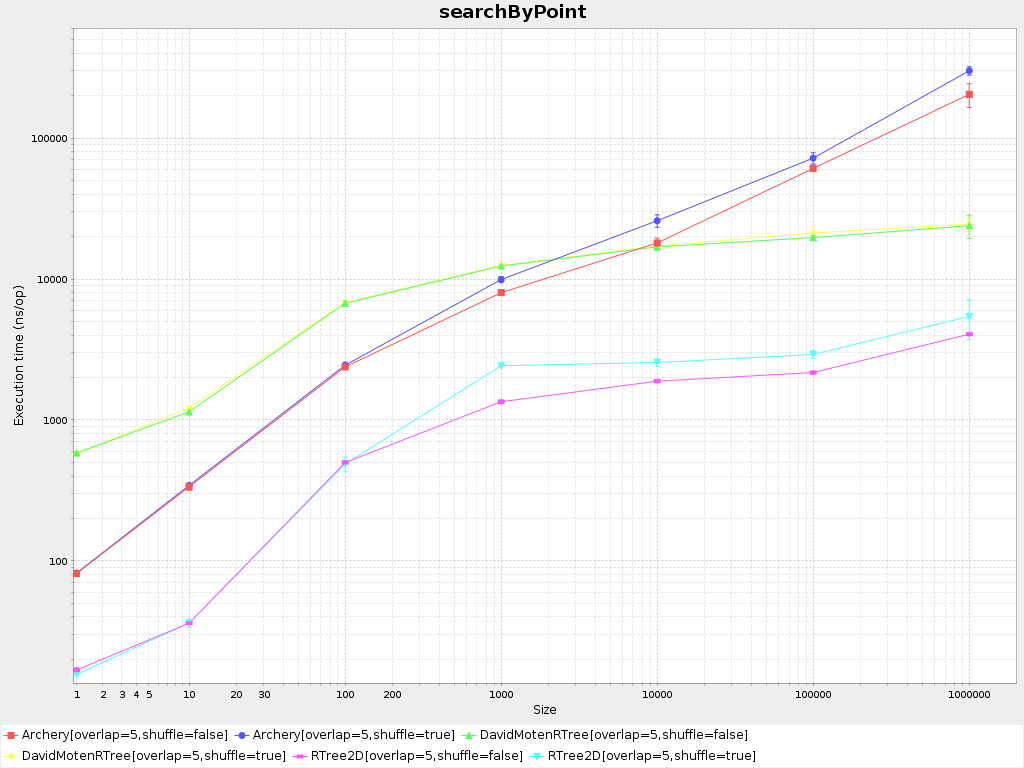 searchByPoint
Execution time (ns/op)
100000
10000
1000
100
1 2 3 4 5 10 20 30 100 200 1000 10000 100000 1000000
Size
Archery[overlap=5,shuffle=false] Archery[overlap=5,shuffle=true] DavidMotenRTree[overlap=5,shuffle=false]
DavidMotenRTree[overlap=5,shuffle=true] RTree2D[overlap=5,shuffle=false] RTree2D[overlap=5,shuffle=true]